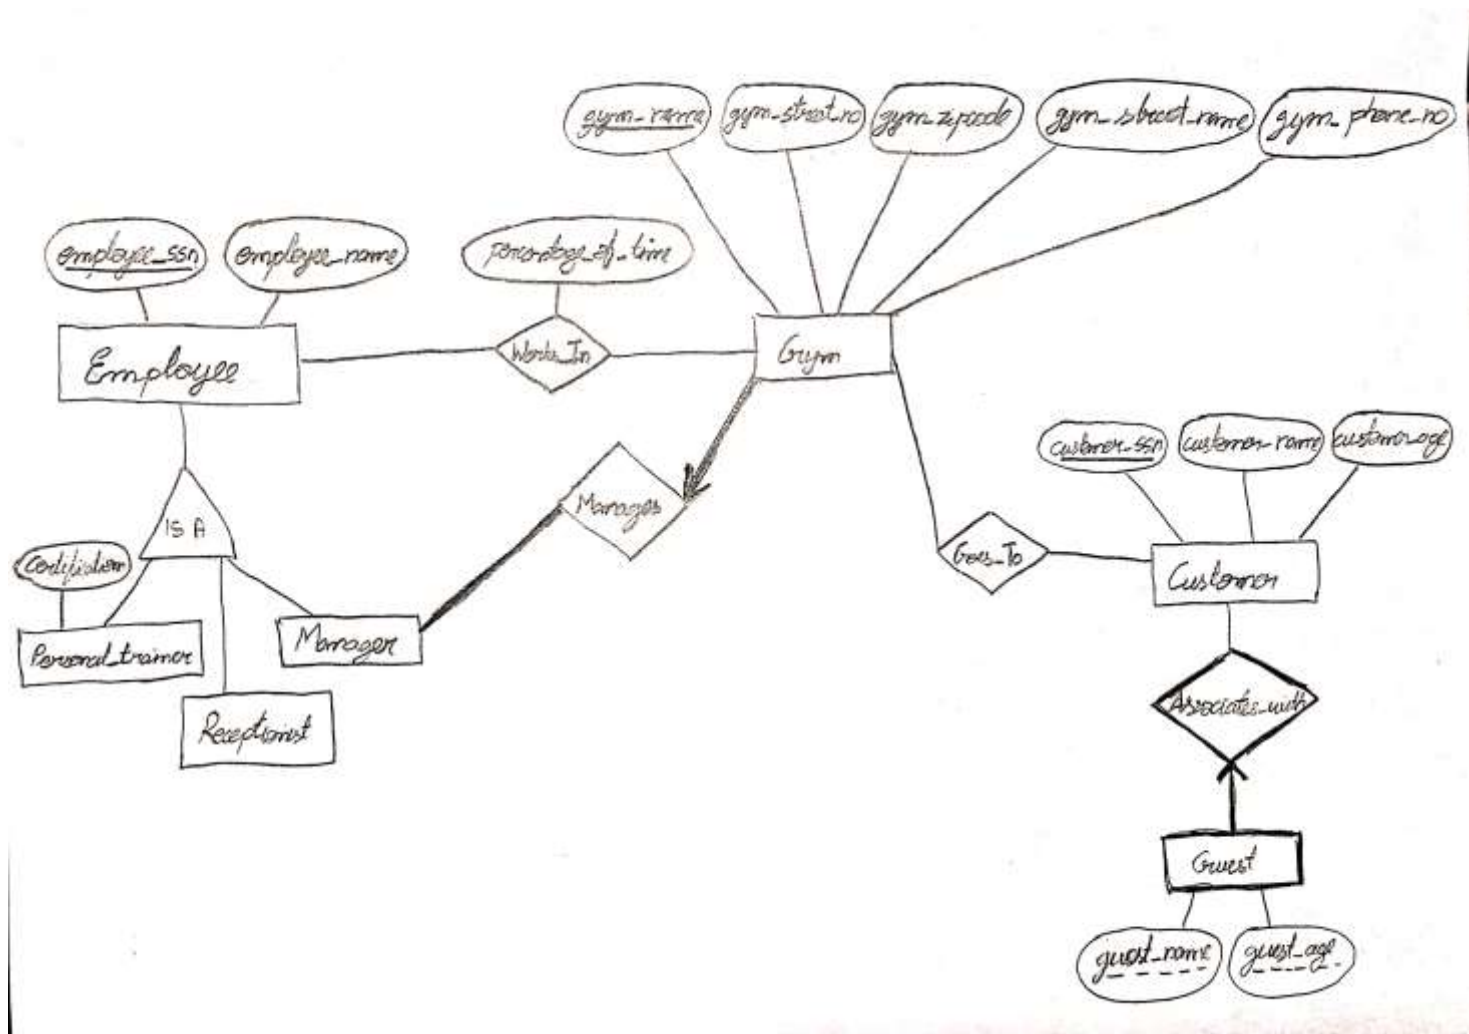 gym_name
gym_street_no
gym_zipcode
gym_street_name
gym_phone_no
employee_ssn
employee_name
percentage_of_time
Employee
Works_In
Gym
customer_ssn
customer_name
customer_age
Manages
IS A
Goes_To
Customer
Certification
Personal_trainer
Manager
Receptionist
Associates_with
Guest
guest_name
guest_age